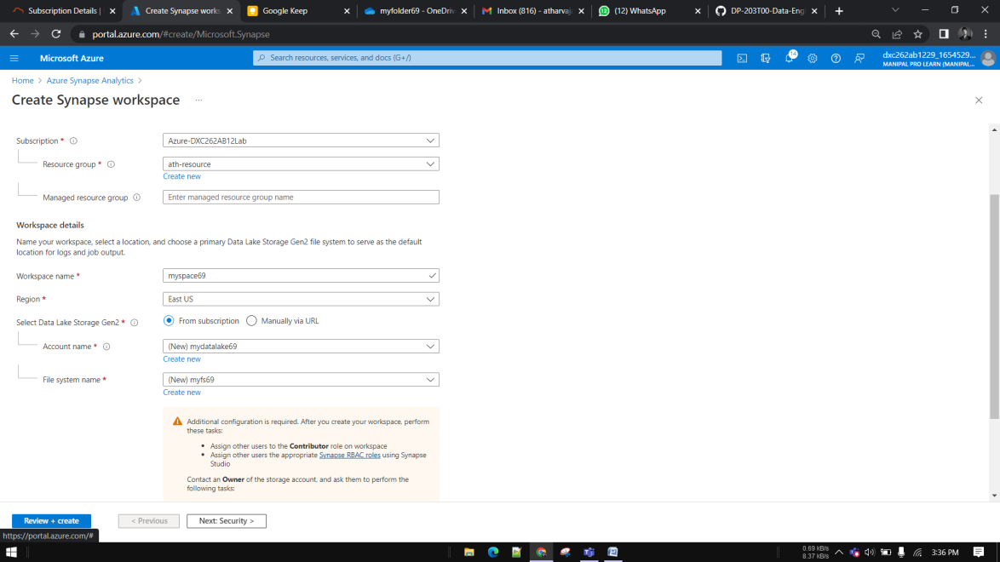 Subscription Details |
Create Synapse works
Google Keep
myfolder69 - OneDriv
Inbox (816) - atharvaj
(12) WhatsApp
DP-203T00-Data-Eng
portal.azure.com/#create/Microsoft.Synapse
Microsoft Azure
Search resources, services, and docs (G+/)
14
dxc262ab1229_1654529...
MANIPAL PRO LEARN (MANIPAL...
Home > Azure Synapse Analytics >
Create Synapse workspace ...
Subscription *
Azure-DXC262AB12Lab
Resource group *
ath-resource
Create new
Managed resource group
Enter managed resource group name
Workspace details
Name your workspace, select a location, and choose a primary Data Lake Storage Gen2 file system to serve as the default
location for logs and job output.
Workspace name *
myspace69
Region *
East US
Select Data Lake Storage Gen2 *
From subscription
Manually via URL
Account name *
(New) mydatalake69
Create new
File system name *
(New) myfs69
Create new
Additional configuration is required. After you create your workspace, perform
these tasks:
• Assign other users to the Contributor role on workspace
• Assign other users the appropriate Synapse RBAC roles using Synapse
Studio
Contact an Owner of the storage account, and ask them to perform the
following tasks:
Review + create
< Previous
Next: Security >
https://portal.azure.com/#
0.69 kB/s
8.37 kB/s
3:36 PM